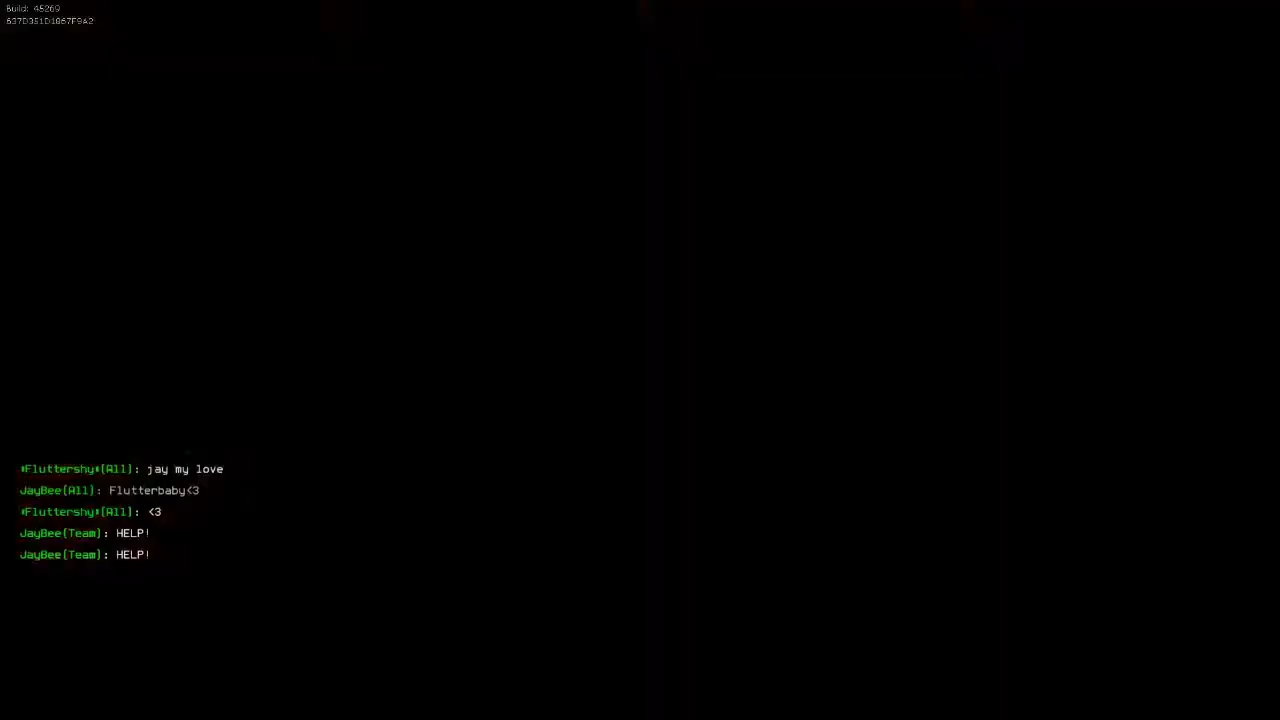 Build: 45269
637D351D1867F9A2
*Fluttershy*[All]: jay my love
JayBee[All]: Flutterbaby<3
*Fluttershy*[All]: <3
JayBee[Team]: HELP!
JayBee[Team]: HELP!